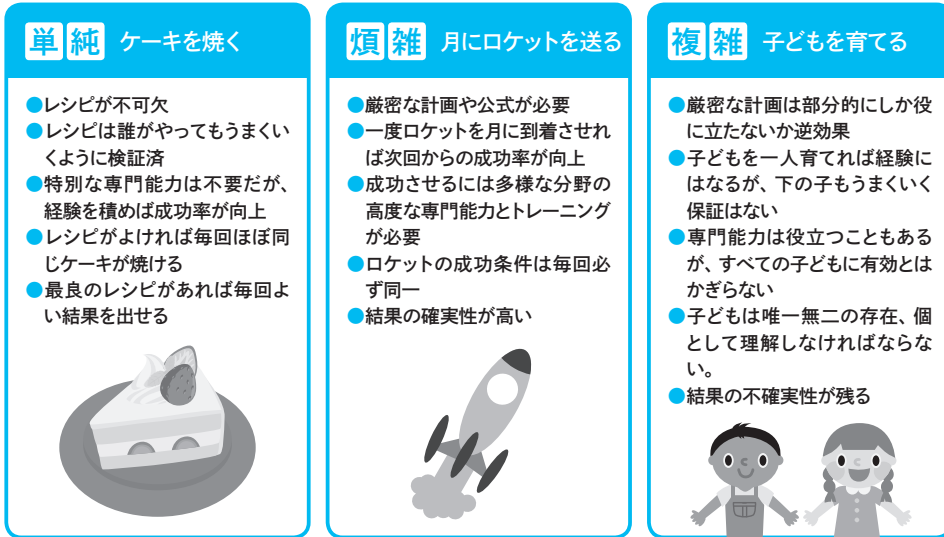 単純 ケーキを焼く
●レシピが不可欠
●レシピは誰がやってもうまくい
くように検証済
●特別な専門能力は不要だが、
経験を積めば成功率が向上
●レシピがよければ毎回ほぼ同
じケーキが焼ける
●最良のレシピがあれば毎回よ
い結果を出せる
煩雑 月にロケットを送る
●厳密な計画や公式が必要
●一度ロケットを月に到着させれ
ば次回からの成功率が向上
●成功させるには多様な分野の
高度な専門能力とトレーニング
が必要
●ロケットの成功条件は毎回必
ず同一
●結果の確実性が高い
複雑 子どもを育てる
●厳密な計画は部分的にしか役
に立たないか逆効果
●子どもを一人育てれば経験に
はなるが、下の子もうまくいく
保証はない
●専門能力は役立つこともある
が、すべての子どもに有効とは
かぎらない
●子どもは唯一無二の存在、個
として理解しなければならな
い。
●結果の不確実性が残る